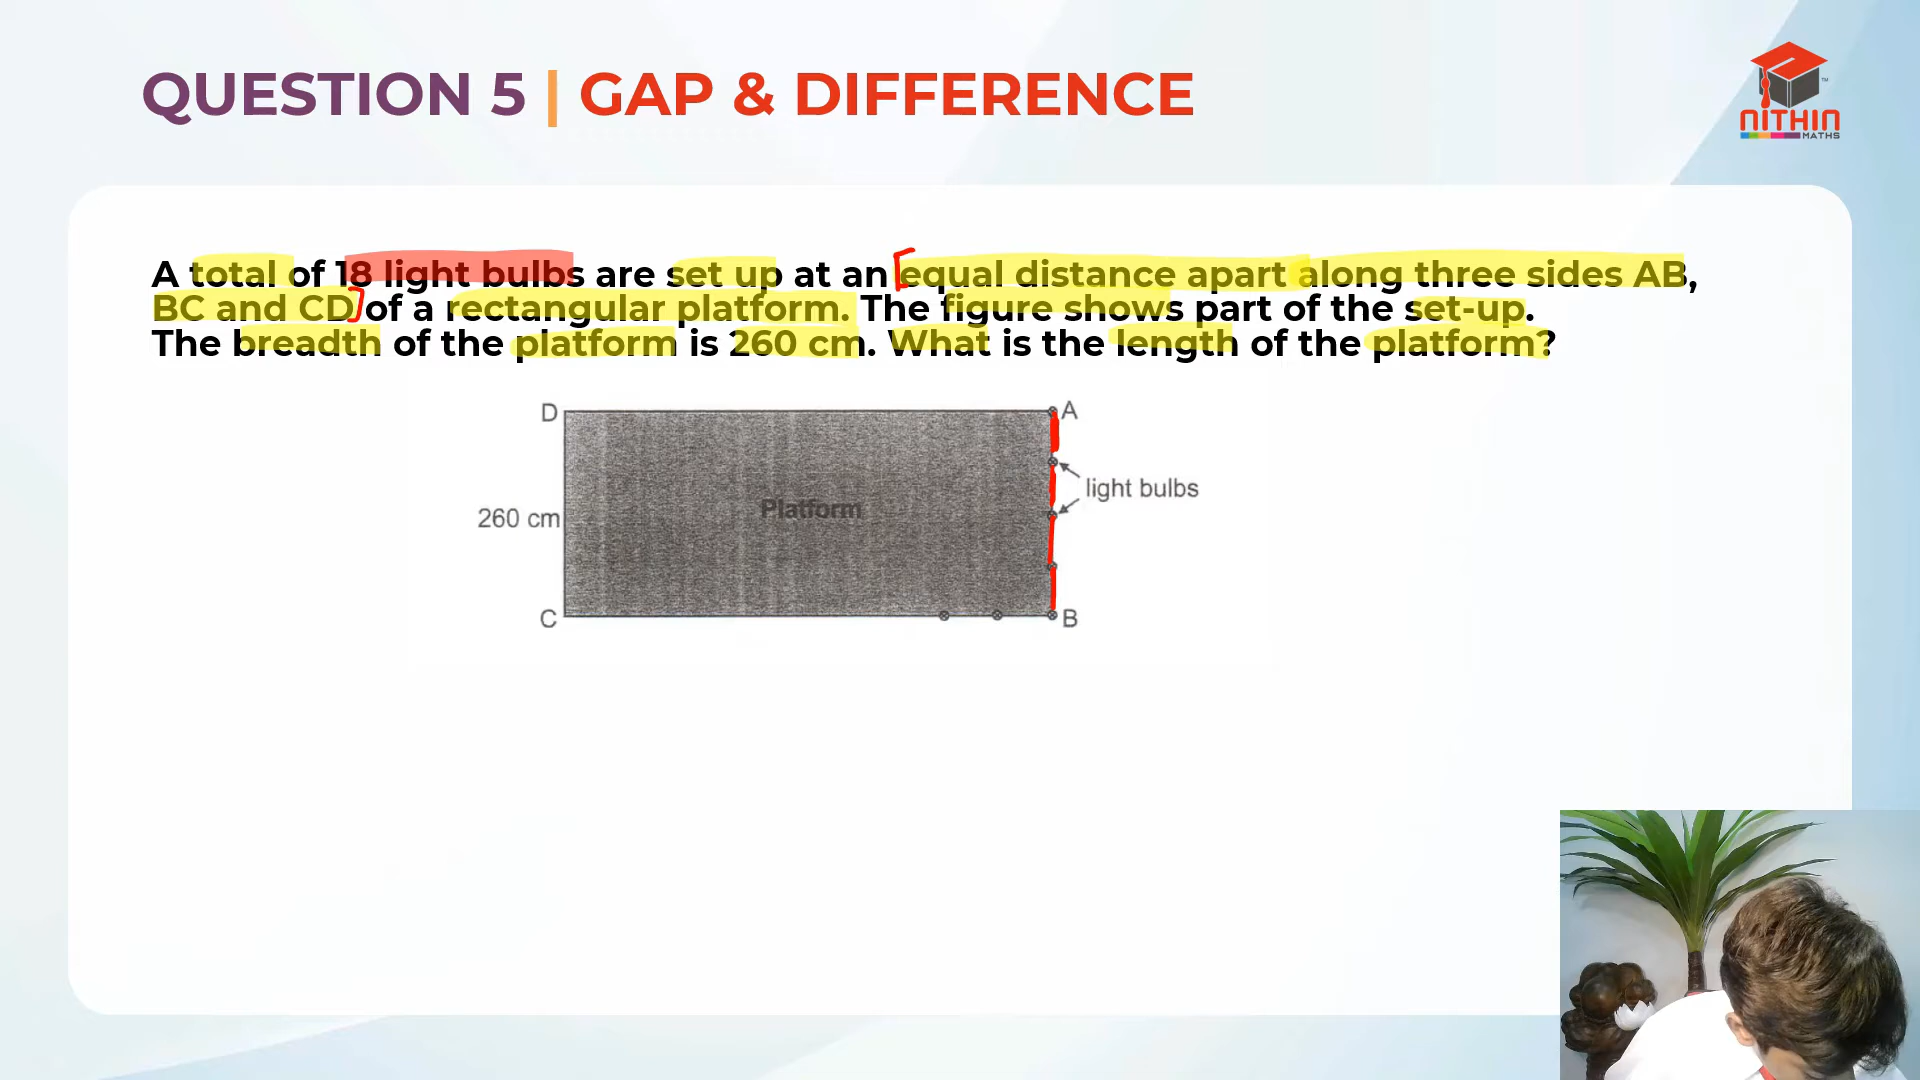 QUESTION 5 | GAP & DIFFERENCE
NITHIN
MATHS
TM
A total of 18 light bulbs are set up at an equal distance apart along three sides AB,
BC and CD of a rectangular platform. The figure shows part of the set-up.
The breadth of the platform is 260 cm. What is the length of the platform?
D
A
light bulbs
Platform
260 cm
C
B